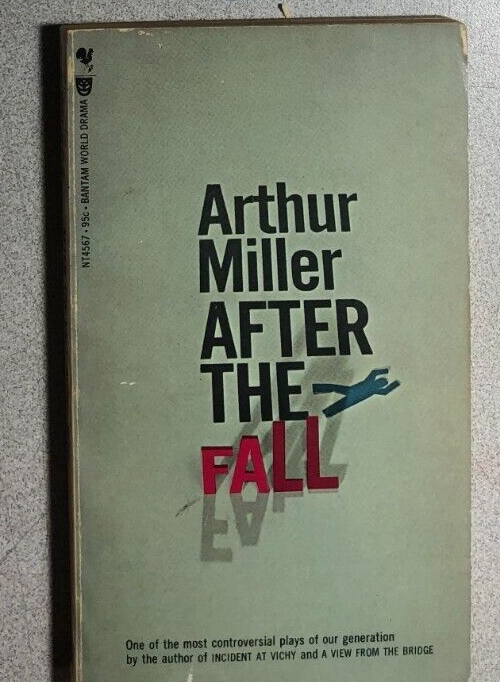 NT4567 • 95c • BANTAM WORLD DRAMA
Arthur
Miller
AFTER
THE
FALL
One of the most controversial plays of our generation
by the author of INCIDENT AT VICHY and A VIEW FROM THE BRIDGE